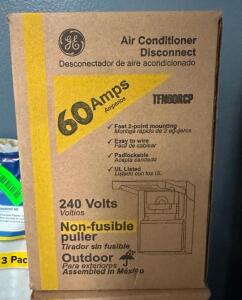 GE
Air Conditioner
Disconnect
Desconectador de aire acondicionado
60 Amps
Amperios
TFN60RCP
✓ Fast 2-point mounting
Montaje rápido de 2 agujeros
✓ Easy to wire
Fácil de cablear
✓ Padlockable
Acepta candado
✓ UL Listed
Listado con los UL
240 Volts
Voltios
Non-fusible
puller
Tirador sin fusible
Outdoor
Para exteriores
Assembled in México
3 Pac